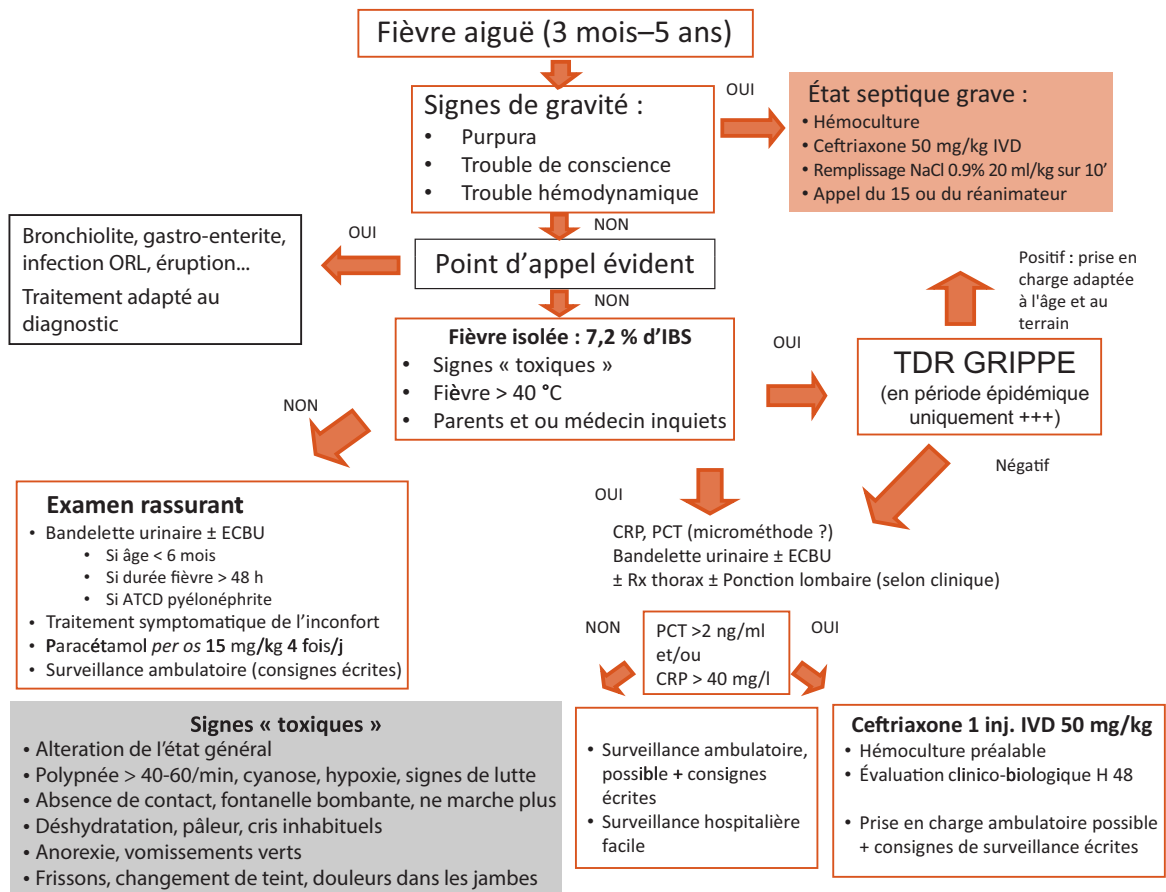 Fièvre aiguë (3 mois–5 ans)
Signes de gravité :
• Purpura
• Trouble de conscience
• Trouble hémodynamique
OUI
État septique grave :
• Hémoculture
• Ceftriaxone 50 mg/kg IVD
• Remplissage NaCl 0.9% 20 ml/kg sur 10’
• Appel du 15 ou du réanimateur
NON
Point d’appel évident
OUI
Bronchiolite, gastro-enterite,
infection ORL, éruption...
Traitement adapté au
diagnostic
NON
Fièvre isolée : 7,2 % d’IBS
• Signes « toxiques »
• Fièvre > 40 °C
• Parents et ou médecin inquiets
OUI
Positif : prise en
charge adaptée
à l'âge et au
terrain
TDR GRIPPE
(en période épidémique
uniquement +++)
Négatif
NON
Examen rassurant
• Bandelette urinaire ± ECBU
• Si âge < 6 mois
• Si durée fièvre > 48 h
• Si ATCD pyélonéphrite
• Traitement symptomatique de l’inconfort
• Paracétamol per os 15 mg/kg 4 fois/j
• Surveillance ambulatoire (consignes écrites)
OUI
CRP, PCT (microméthode ?)
Bandelette urinaire ± ECBU
± Rx thorax ± Ponction lombaire (selon clinique)
NON
PCT >2 ng/ml
et/ou
CRP > 40 mg/l
OUI
• Surveillance ambulatoire,
possible + consignes
écrites
• Surveillance hospitalière
facile
Ceftriaxone 1 inj. IVD 50 mg/kg
• Hémoculture préalable
• Évaluation clinico-biologique H 48
• Prise en charge ambulatoire possible
+ consignes de surveillance écrites
Signes « toxiques »
• Alteration de l’état général
• Polypnée > 40-60/min, cyanose, hypoxie, signes de lutte
• Absence de contact, fontanelle bombante, ne marche plus
• Déshydratation, pâleur, cris inhabituels
• Anorexie, vomissements verts
• Frissons, changement de teint, douleurs dans les jambes